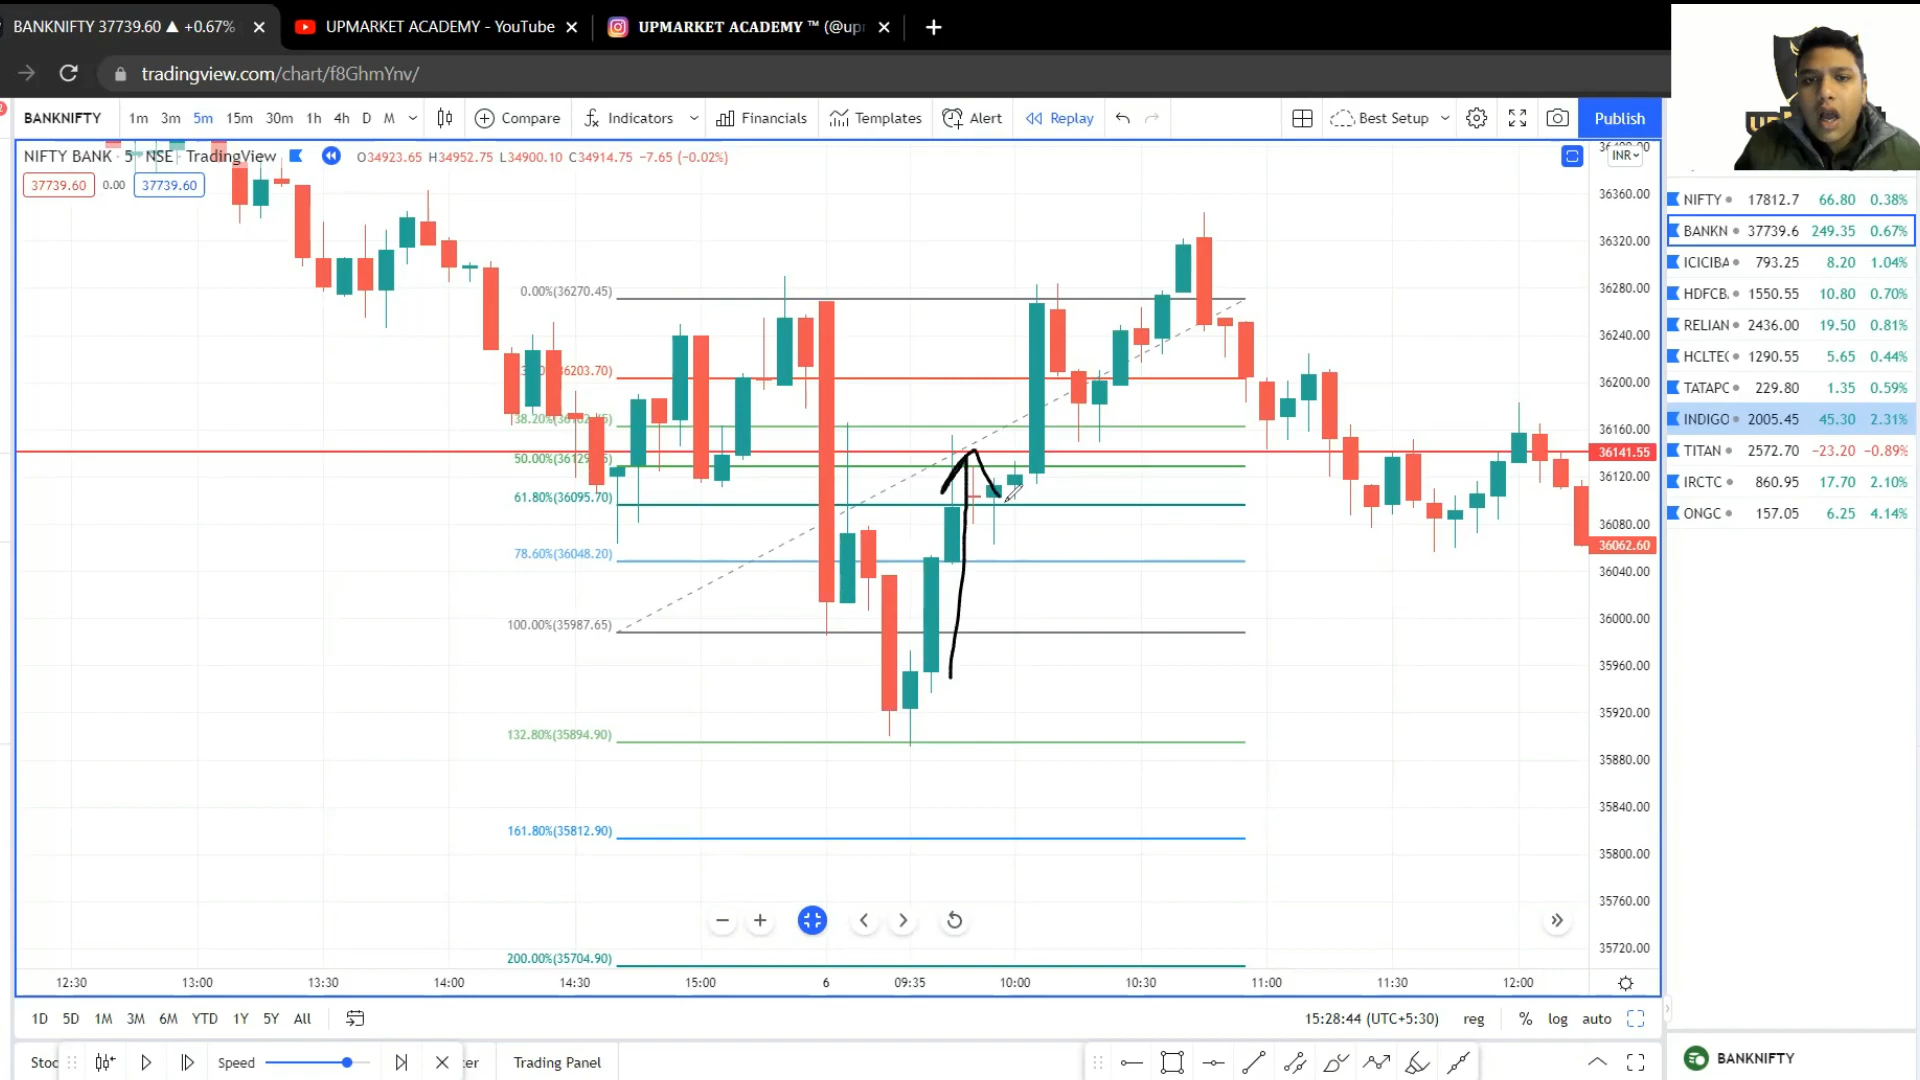 BANKNIFTY 37739.60 ▲ +0.67%
UPMARKET ACADEMY - YouTube
UPMARKET ACADEMY ™ (@up
tradingview.com/chart/f8GhmYnv/
BANKNIFTY 1m 3m 5m 15m 30m 1h 4h D M Compare Indicators Financials Templates Alert Replay Best Setup Publish
NIFTY BANK · 5 · NSE · TradingView O34923.65 H34952.75 L34900.10 C34914.75 −7.65 (−0.02%)
INR
37739.60 0.00 37739.60
0.00%(36270.45)
38.20%
50.00%
61.80%(36095.70)
78.60%(36048.20)
100.00%(35987.65)
132.80%(35894.90)
161.80%(35812.90)
200.00%(35704.90)
36360.00
36320.00
36280.00
36240.00
36200.00
36160.00
36141.55
36120.00
36080.00
36062.60
36040.00
36000.00
35960.00
35920.00
35880.00
35840.00
35800.00
35760.00
35720.00
12:30 13:00 13:30 14:00 14:30 15:00 6 09:35 10:00 10:30 11:00 11:30 12:00
NIFTY 17812.7 66.80 0.38%
BANKN 37739.6 249.35 0.67%
ICICIBA 793.25 8.20 1.04%
HDFCB. 1550.55 10.80 0.70%
RELIAN 2436.00 19.50 0.81%
HCLTE 1290.55 5.65 0.44%
TATAPC 229.80 1.35 0.59%
INDIGO 2005.45 45.30 2.31%
TITAN 2572.70 −23.20 −0.89%
IRCTC 860.95 17.70 2.10%
ONGC 157.05 6.25 4.14%
1D 5D 1M 3M 6M YTD 1Y 5Y All
15:28:44 (UTC+5:30) reg % log auto
Stoc Speed ter Trading Panel
BANKNIFTY